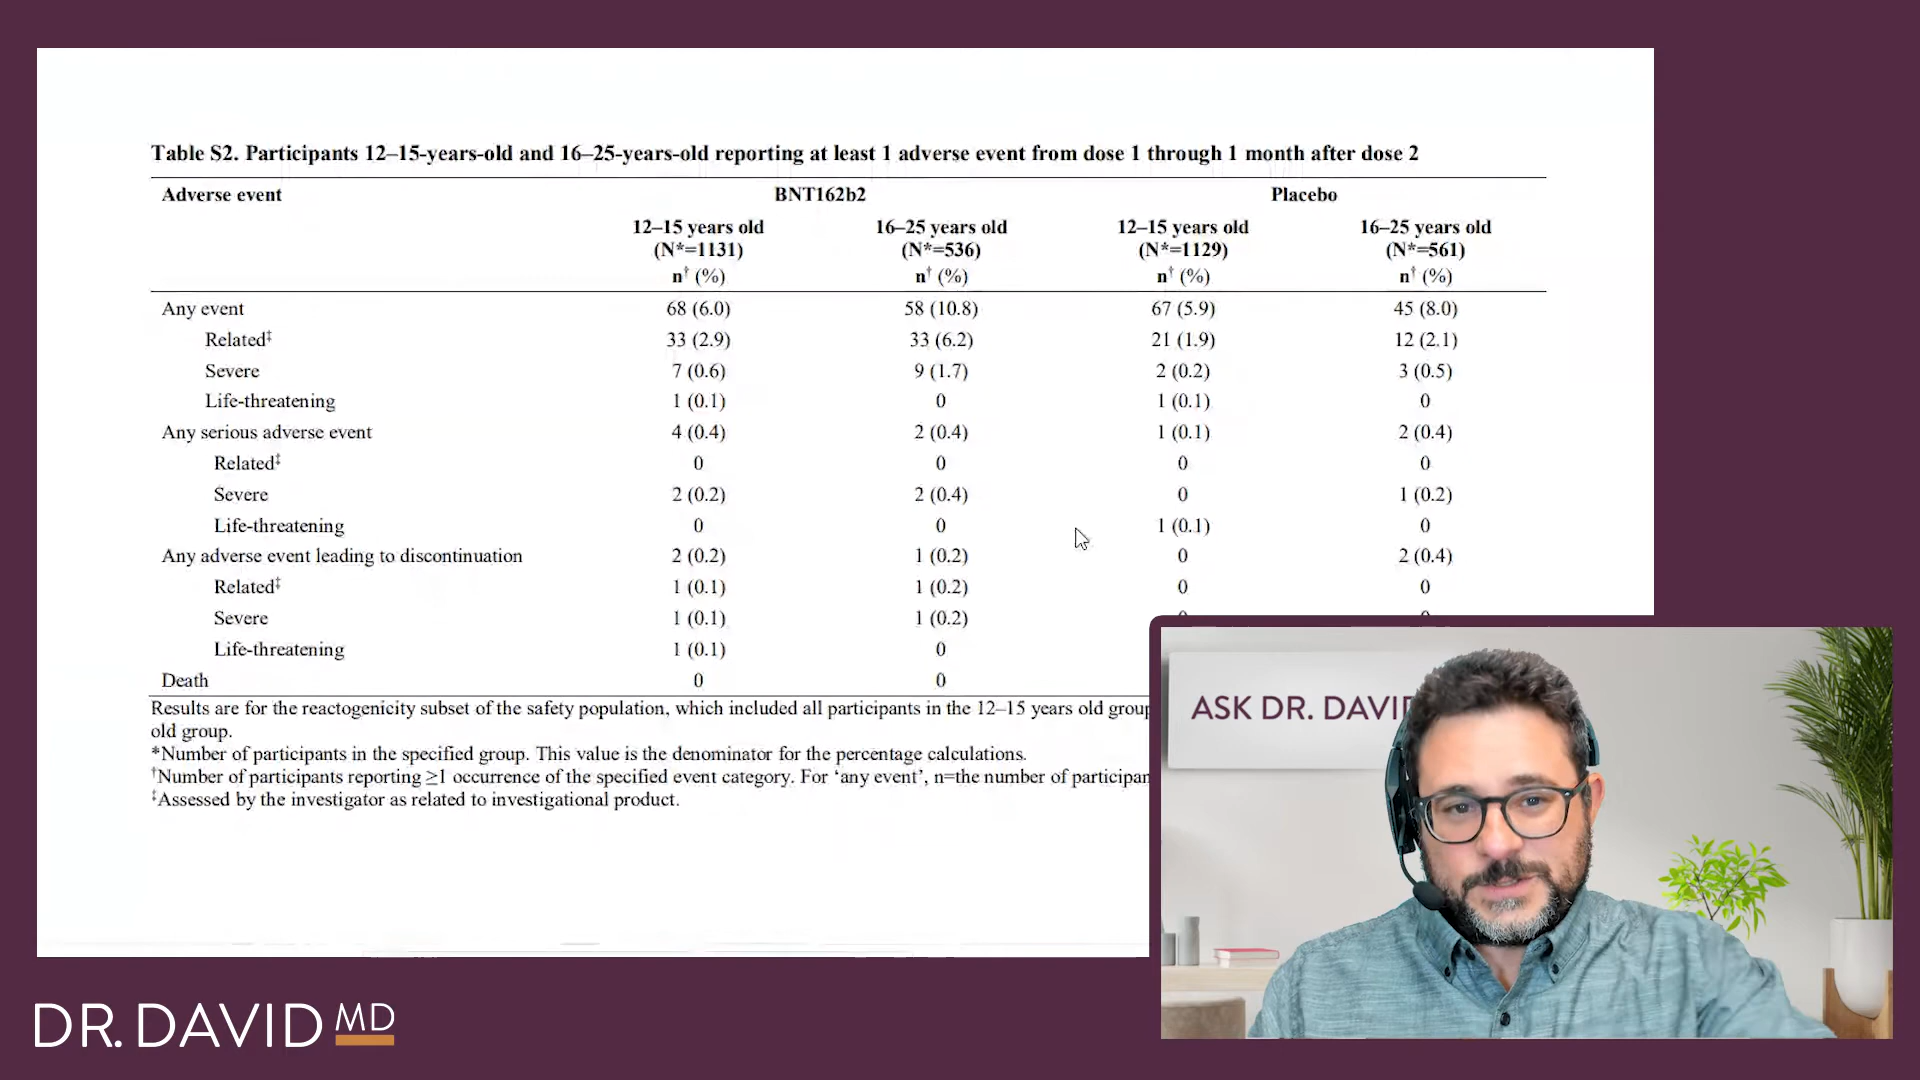 Table S2. Participants 12–15-years-old and 16–25-years-old reporting at least 1 adverse event from dose 1 through 1 month after dose 2
Adverse event BNT162b2 Placebo
12–15 years old 16–25 years old 12–15 years old 16–25 years old
(N*=1131) (N*=536) (N*=1129) (N*=561)
n† (%) n† (%) n† (%) n† (%)
Any event 68 (6.0) 58 (10.8) 67 (5.9) 45 (8.0)
Related‡ 33 (2.9) 33 (6.2) 21 (1.9) 12 (2.1)
Severe 7 (0.6) 9 (1.7) 2 (0.2) 3 (0.5)
Life-threatening 1 (0.1) 0 1 (0.1) 0
Any serious adverse event 4 (0.4) 2 (0.4) 1 (0.1) 2 (0.4)
Related‡ 0 0 0 0
Severe 2 (0.2) 2 (0.4) 0 1 (0.2)
Life-threatening 0 0 1 (0.1) 0
Any adverse event leading to discontinuation 2 (0.2) 1 (0.2) 0 2 (0.4)
Related‡ 1 (0.1) 1 (0.2) 0 0
Severe 1 (0.1) 1 (0.2)
Life-threatening 1 (0.1) 0
Death 0 0
Results are for the reactogenicity subset of the safety population, which included all participants in the 12–15 years old group
old group.
*Number of participants in the specified group. This value is the denominator for the percentage calculations.
†Number of participants reporting ≥1 occurrence of the specified event category. For ‘any event’, n=the number of participan
‡Assessed by the investigator as related to investigational product.
ASK DR. DAVI
DR. DAVID MD